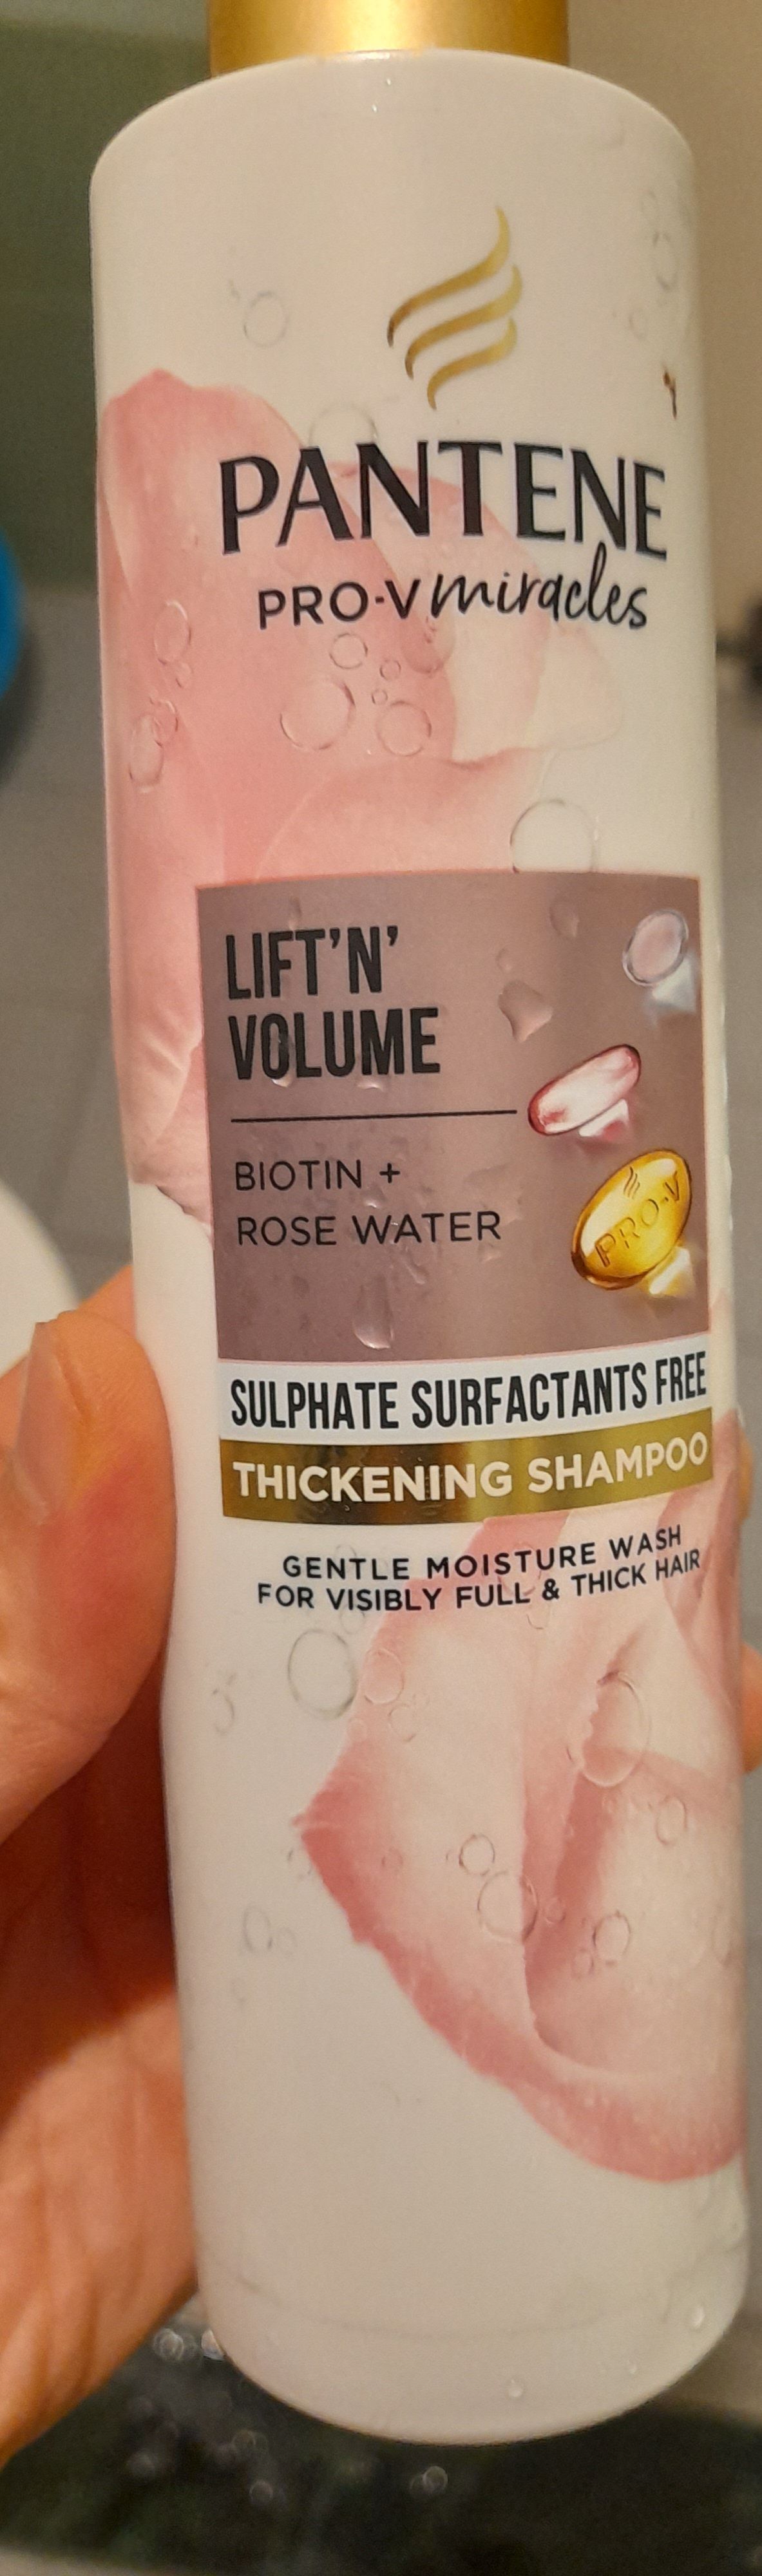 PANTENE
PRO-V miracles
LIFT'N'
VOLUME
BIOTIN +
ROSE WATER
PRO-V
SULPHATE SURFACTANTS FREE
THICKENING SHAMPOO
GENTLE MOISTURE WASH
FOR VISIBLY FULL & THICK HAIR